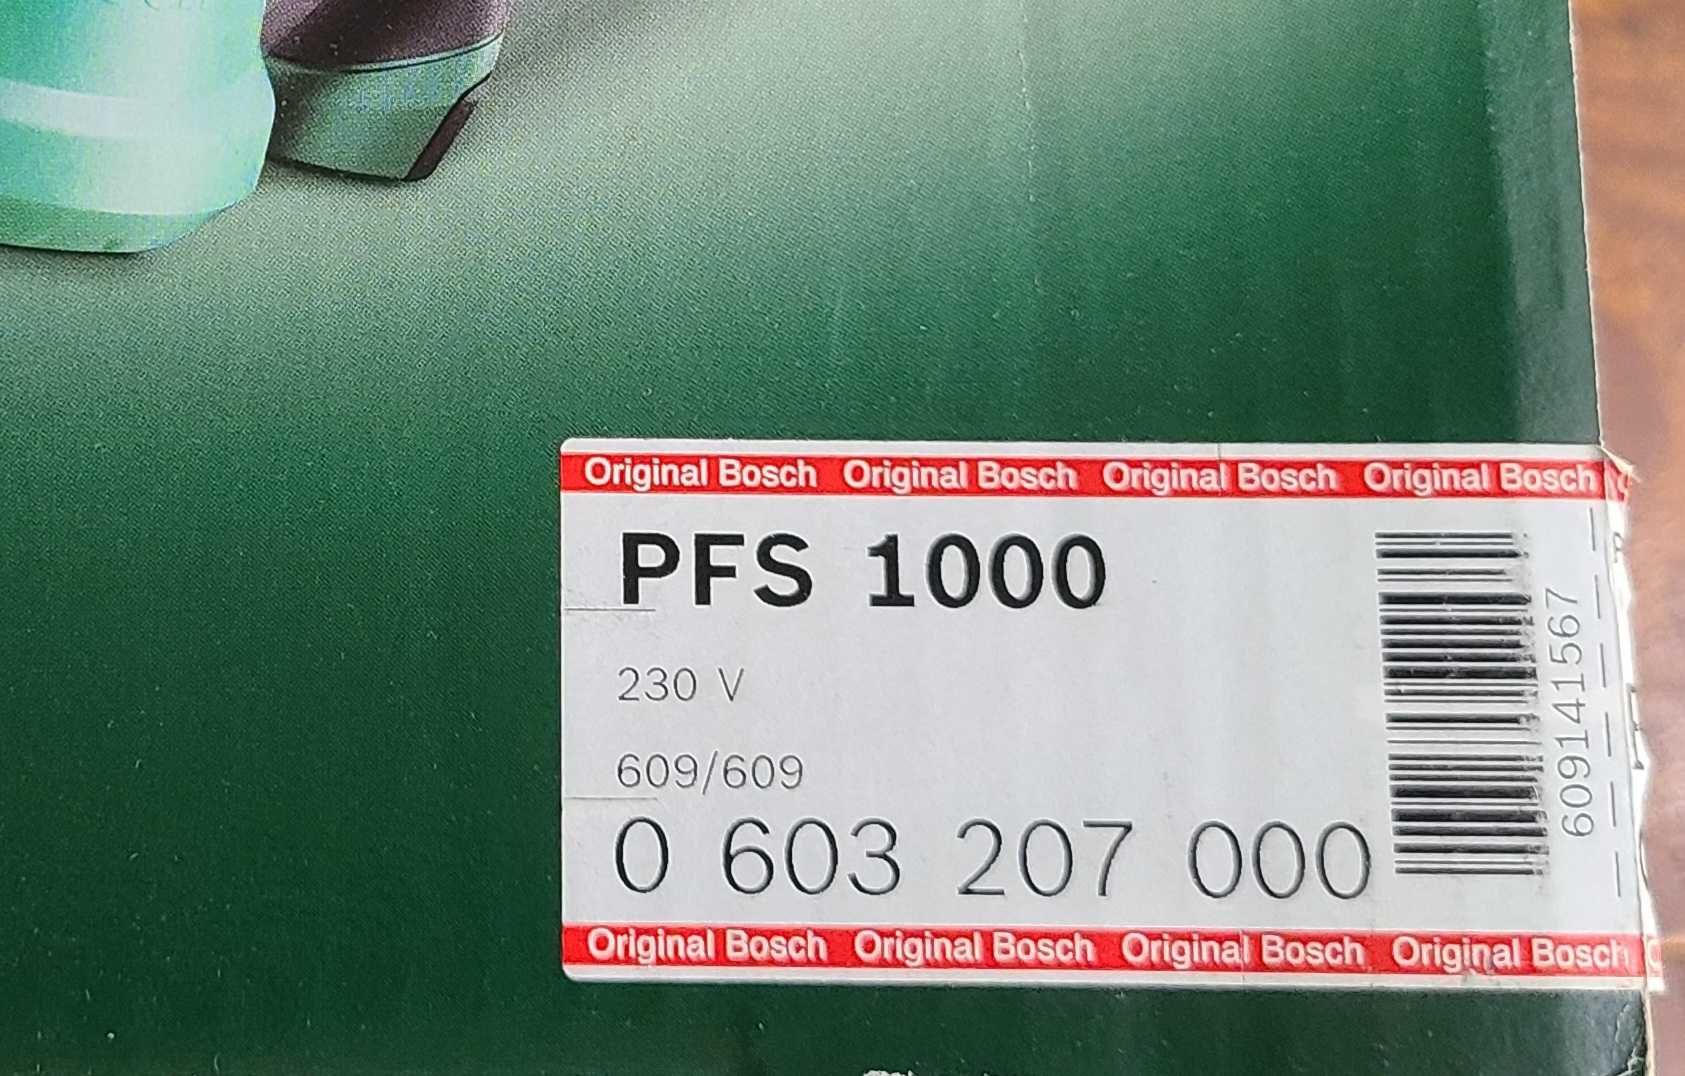 Original Bosch Original Bosch Original Bosch Original Bosch
PFS 1000
230 V
609/609
0 603 207 000
609141567
Original Bosch Original Bosch Original Bosch Original Bosch